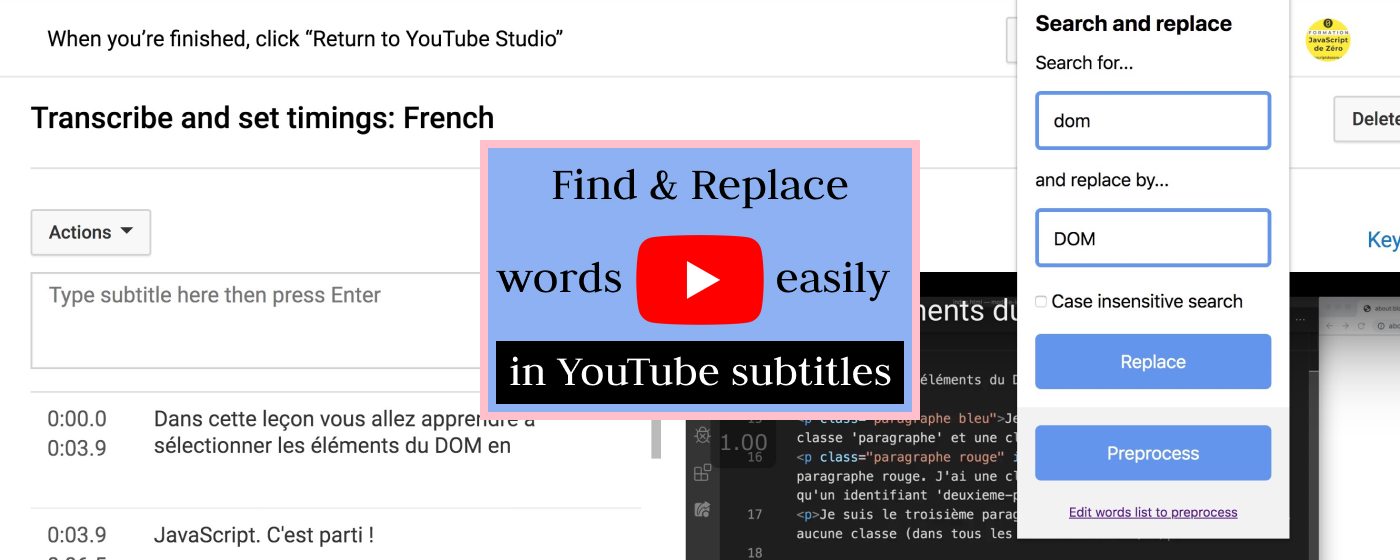 When you’re finished, click “Return to YouTube Studio”
Transcribe and set timings: French
Actions
Type subtitle here then press Enter
0:00.0
0:03.9
Dans cette leçon vous allez apprendre à
sélectionner les éléments du DOM en
0:03.9
JavaScript. C'est parti !
Find & Replace
words easily
in YouTube subtitles
Search and replace
Search for...
dom
and replace by...
DOM
Case insensitive search
Replace
Preprocess
Edit words list to preprocess
FORMATION
JavaScript
de Zéro
Delete
Key
ments du
éléments du D
1.00
<p class="paragraphe bleu">Je
classe 'paragraphe' et une cl
16 <p class="paragraphe rouge" i
paragraphe rouge. J'ai une cl
qu'un identifiant 'deuxieme-p
17 <p>Je suis le troisième parag
aucune classe (dans tous les
18